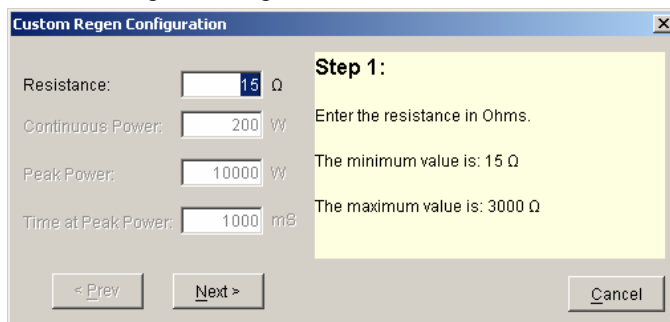 Custom Regen Configuration
Resistance: 15 Ω
Continuous Power: 200 W
Peak Power: 10000 W
Time at Peak Power: 1000 mS
Step 1:
Enter the resistance in Ohms.
The minimum value is: 15 Ω
The maximum value is: 3000 Ω
< Prev
Next >
Cancel